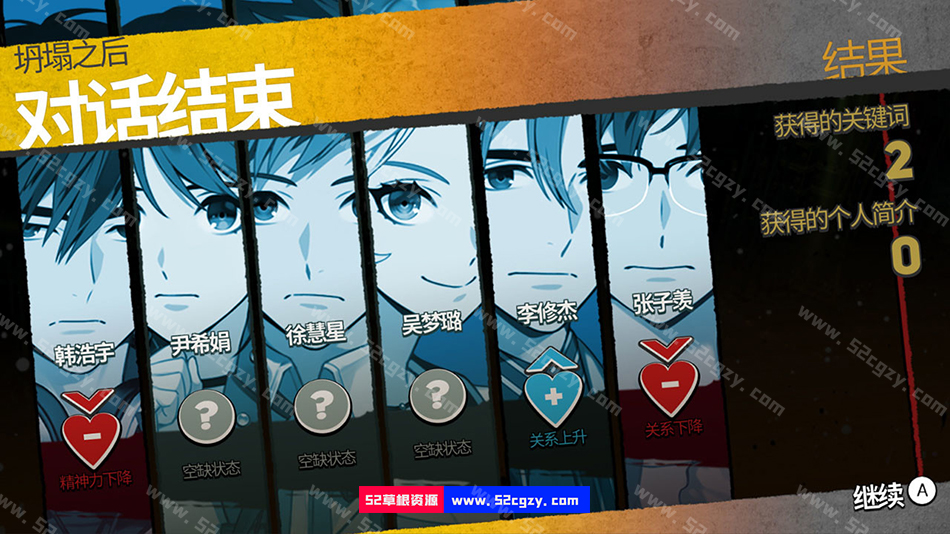 坍塌之后
对话结束
结果
获得的关键词
2
获得的个人简介
0
韩浩宇
尹希娟
徐慧星
吴梦璐
李修杰
张子羡
精神力下降
?
空缺状态
?
空缺状态
?
空缺状态
关系上升
关系下降
继续 A
52草根资源 www.52cgzy.com
www.52cgzy.com